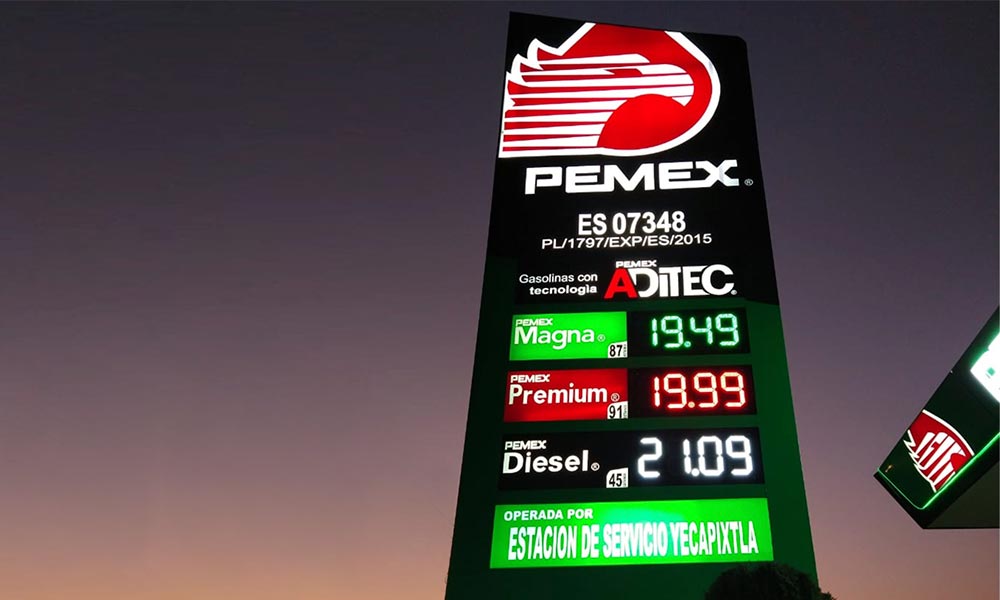 PEMEX®
ES 07348
PL/1797/EXP/ES/2015
Gasolinas con
tecnología
PEMEX
ADITEC®
PEMEX
Magna®
87
19.49
PEMEX
Premium®
91
19.99
PEMEX
Diesel®
45
21.09
OPERADA POR
ESTACION DE SERVICIO YECAPIXTLA